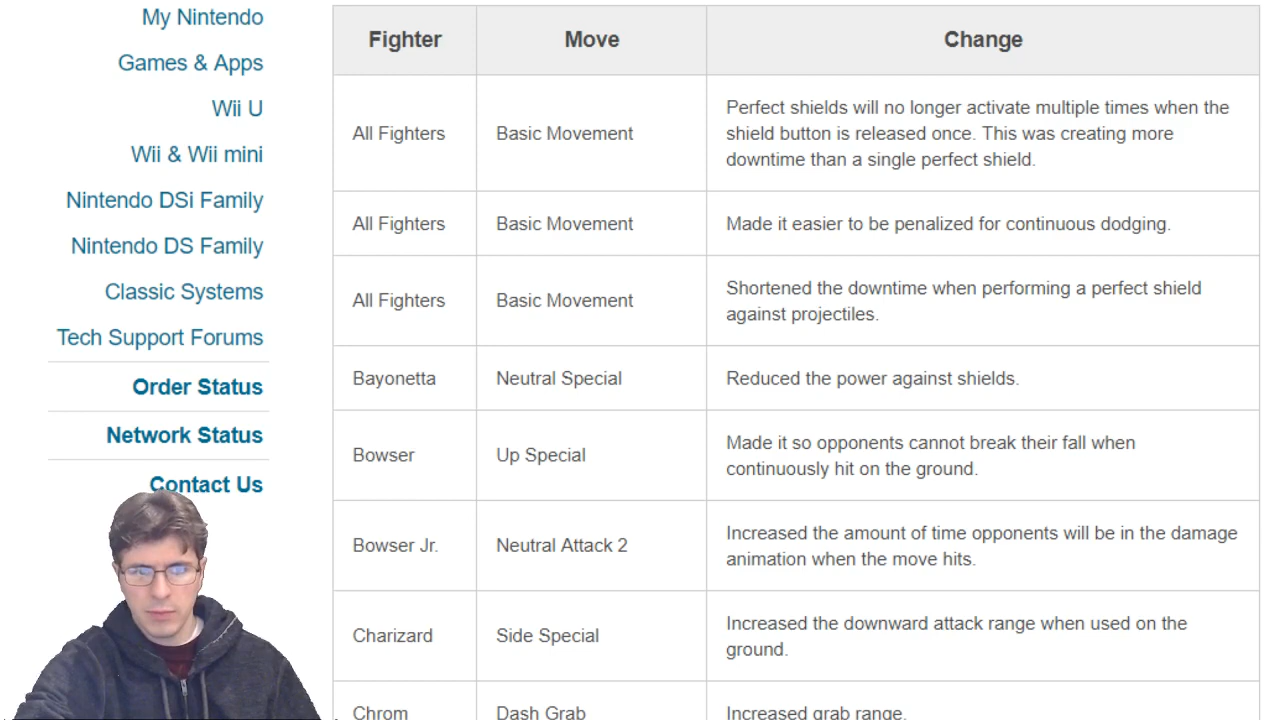 My Nintendo
Games & Apps
Wii U
Wii & Wii mini
Nintendo DSi Family
Nintendo DS Family
Classic Systems
Tech Support Forums
Order Status
Network Status
Contact Us
Fighter Move Change
All Fighters Basic Movement Perfect shields will no longer activate multiple times when the
shield button is released once. This was creating more
downtime than a single perfect shield.
All Fighters Basic Movement Made it easier to be penalized for continuous dodging.
All Fighters Basic Movement Shortened the downtime when performing a perfect shield
against projectiles.
Bayonetta Neutral Special Reduced the power against shields.
Bowser Up Special Made it so opponents cannot break their fall when
continuously hit on the ground.
Bowser Jr. Neutral Attack 2 Increased the amount of time opponents will be in the damage
animation when the move hits.
Charizard Side Special Increased the downward attack range when used on the
ground.
Chrom Dash Grab Increased grab range.